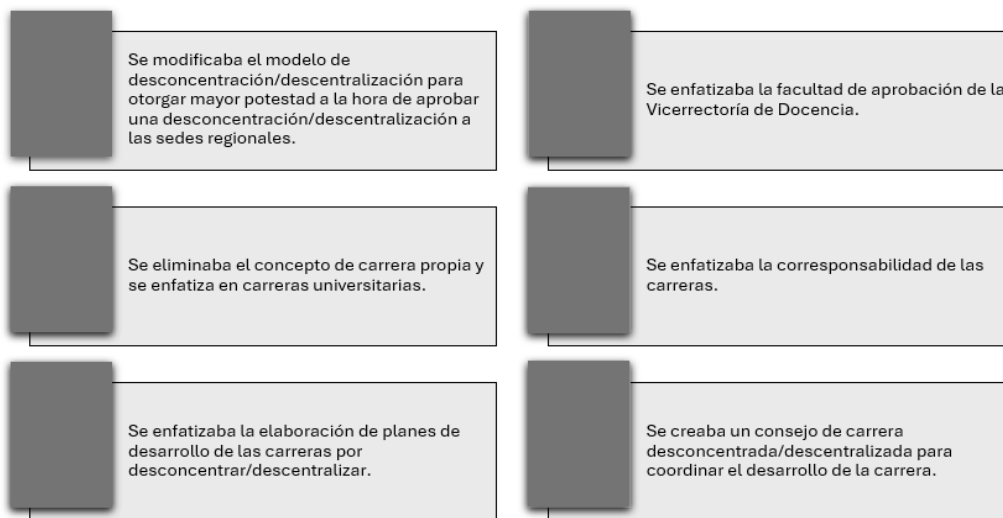 Se modificaba el modelo de
desconcentración/descentralización para
otorgar mayor potestad a la hora de aprobar
una desconcentración/descentralización a
las sedes regionales.
Se enfatizaba la facultad de aprobación de la
Vicerrectoría de Docencia.
Se eliminaba el concepto de carrera propia y
se enfatiza en carreras universitarias.
Se enfatizaba la corresponsabilidad de las
carreras.
Se enfatizaba la elaboración de planes de
desarrollo de las carreras por
desconcentrar/descentralizar.
Se creaba un consejo de carrera
desconcentrada/descentralizada para
coordinar el desarrollo de la carrera.